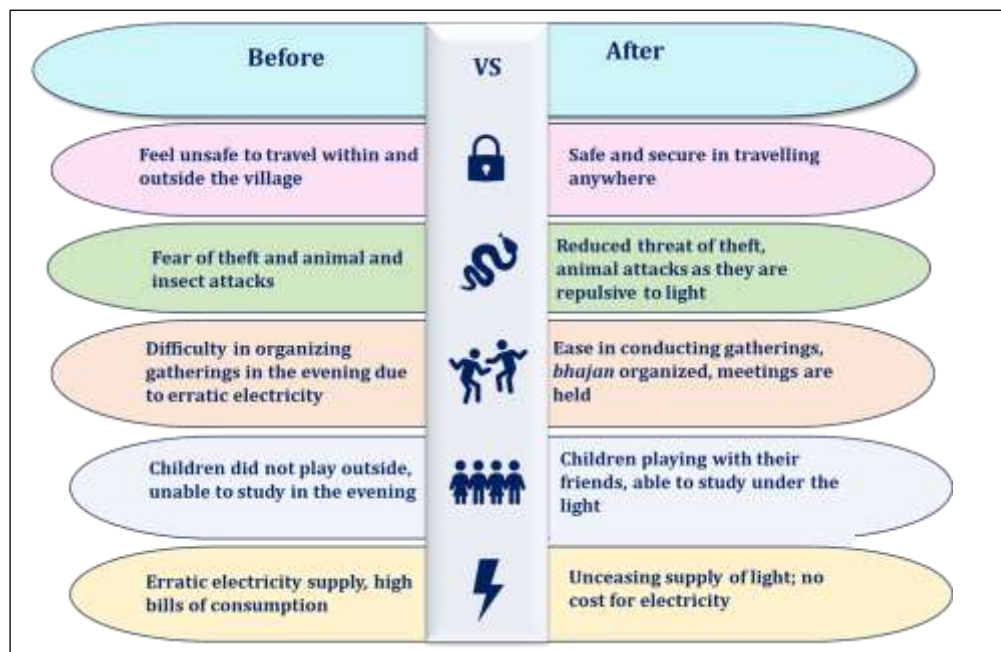 Before
VS
After
Feel unsafe to travel within and
outside the village
Safe and secure in travelling
anywhere
Fear of theft and animal and
insect attacks
Reduced threat of theft,
animal attacks as they are
repulsive to light
Difficulty in organizing
gatherings in the evening due
to erratic electricity
Ease in conducting gatherings,
bhajan organized, meetings are
held
Children did not play outside,
unable to study in the evening
Children playing with their
friends, able to study under the
light
Erratic electricity supply, high
bills of consumption
Unceasing supply of light; no
cost for electricity